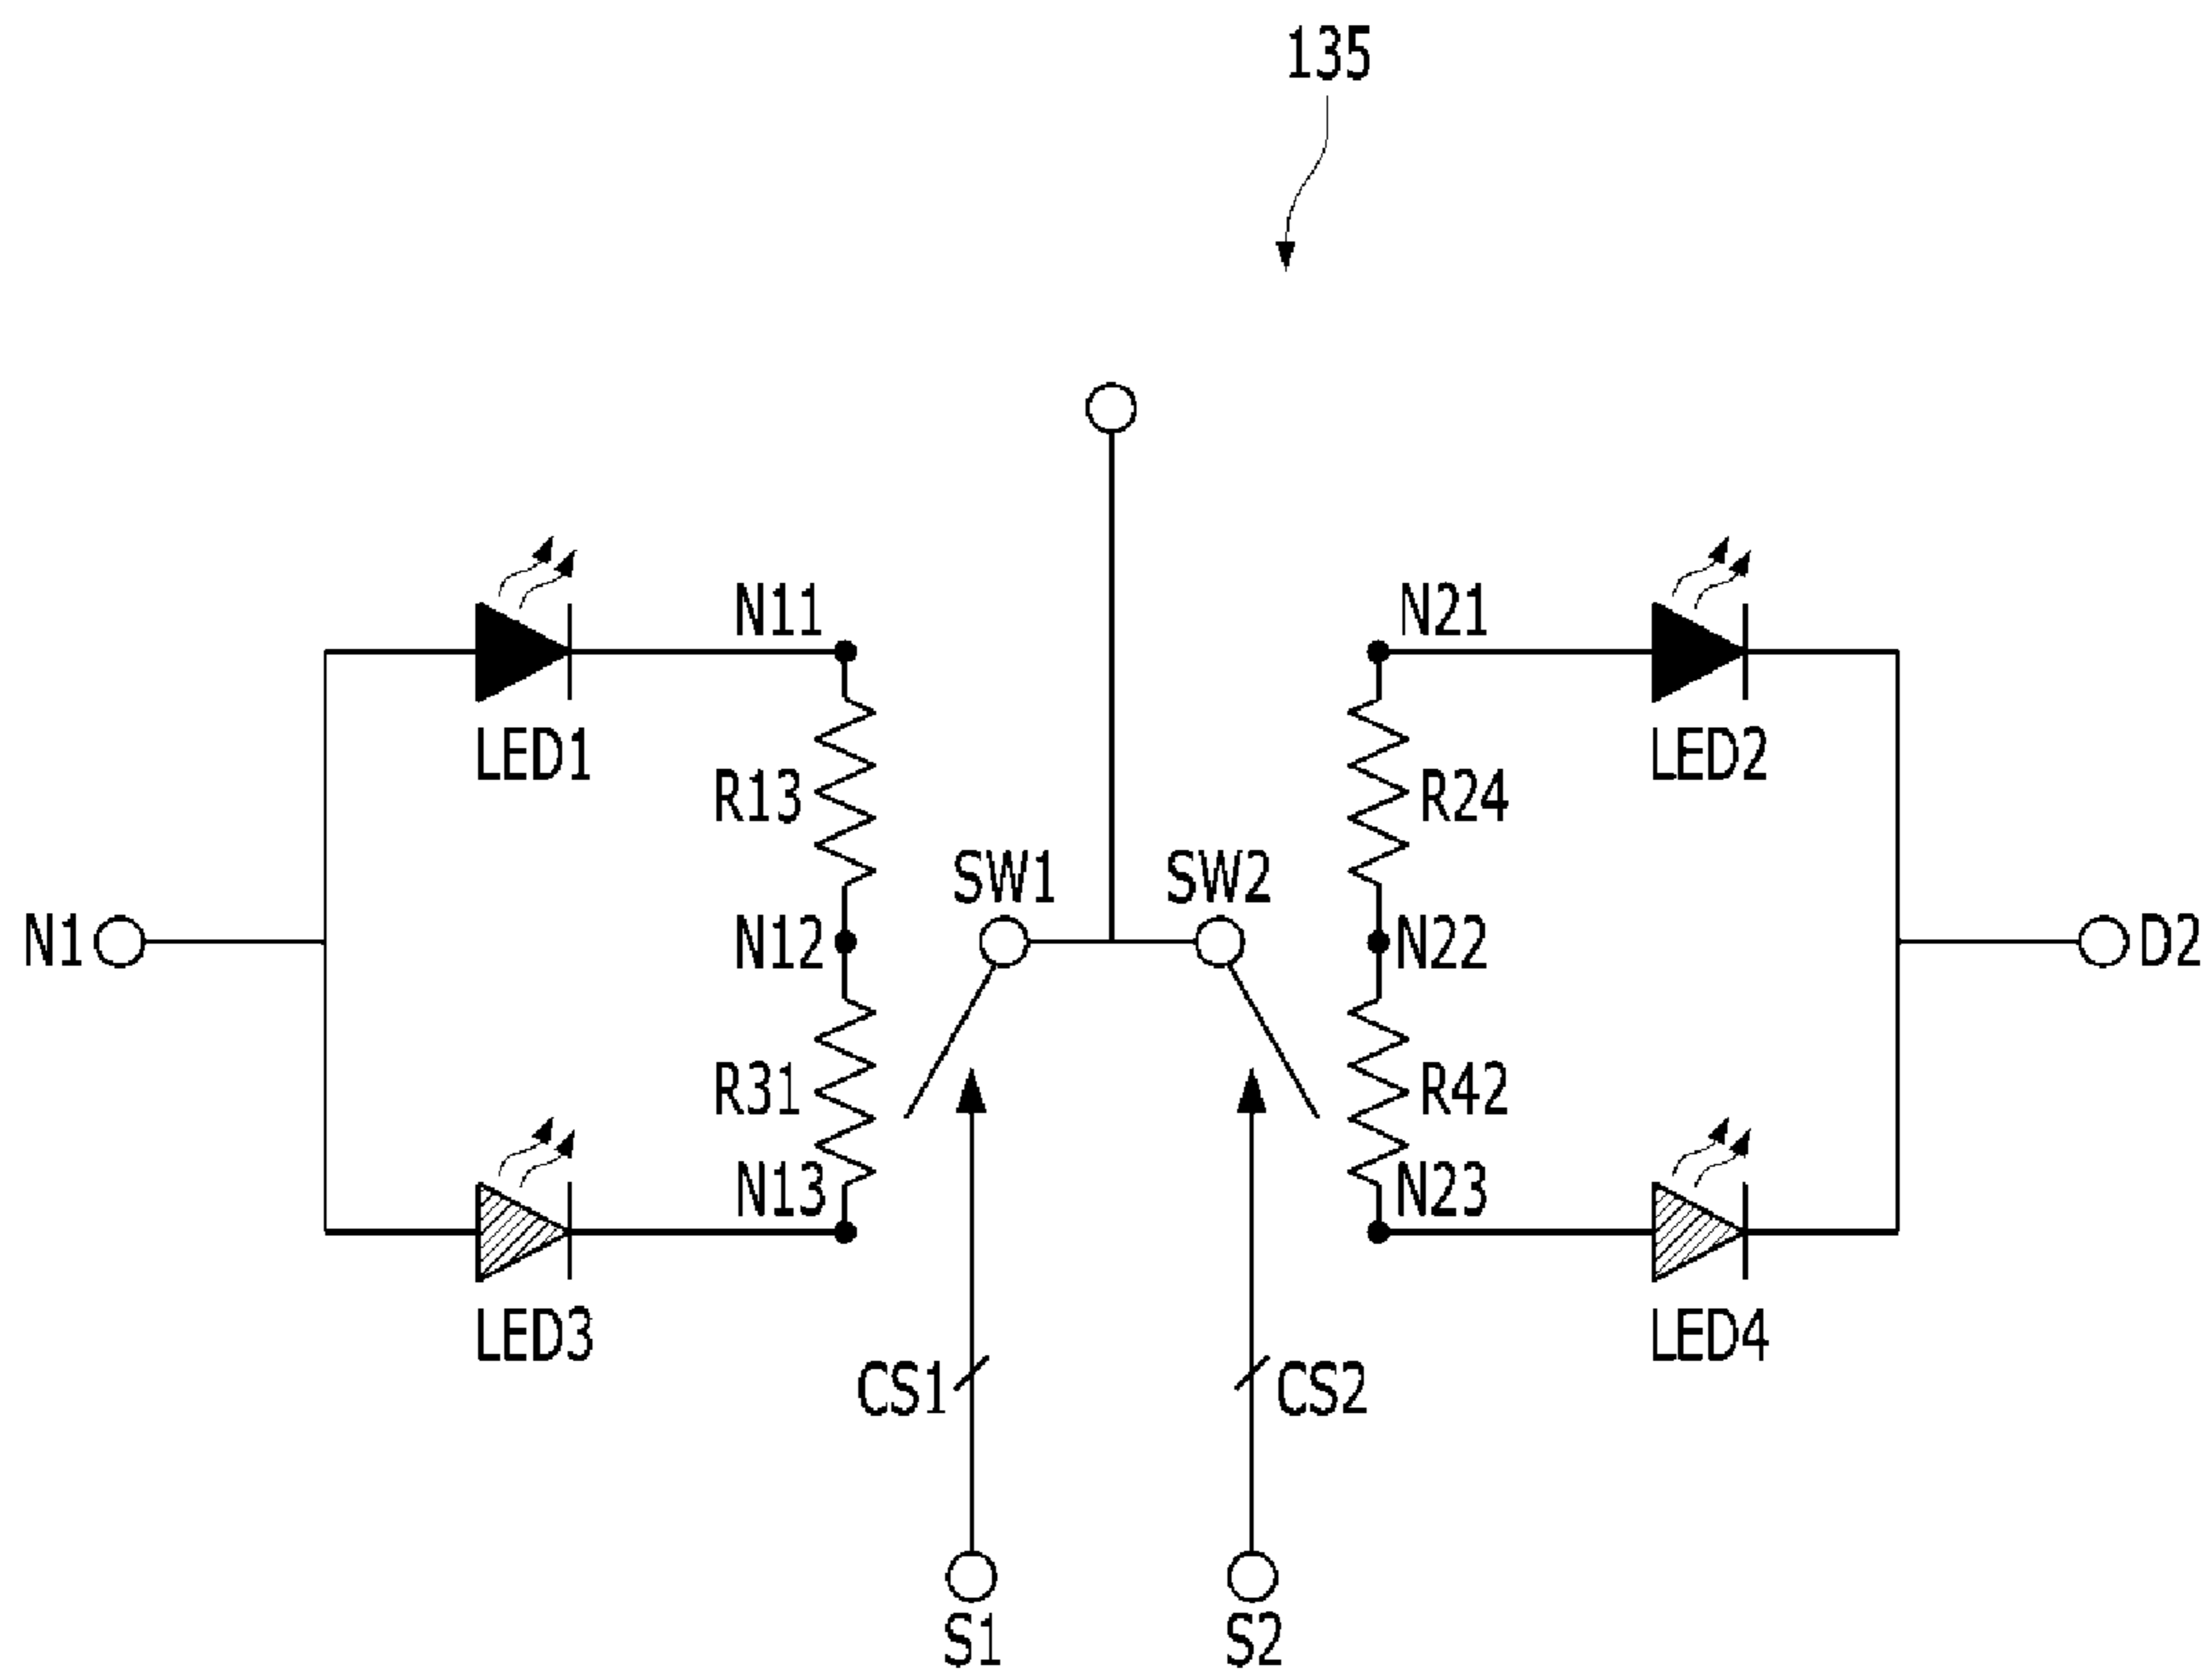 135
N11
N21
LED1
LED2
R13
R24
SW1
SW2
N1
N12
N22
D2
R31
R42
N13
N23
LED3
LED4
CS1
CS2
S1
S2